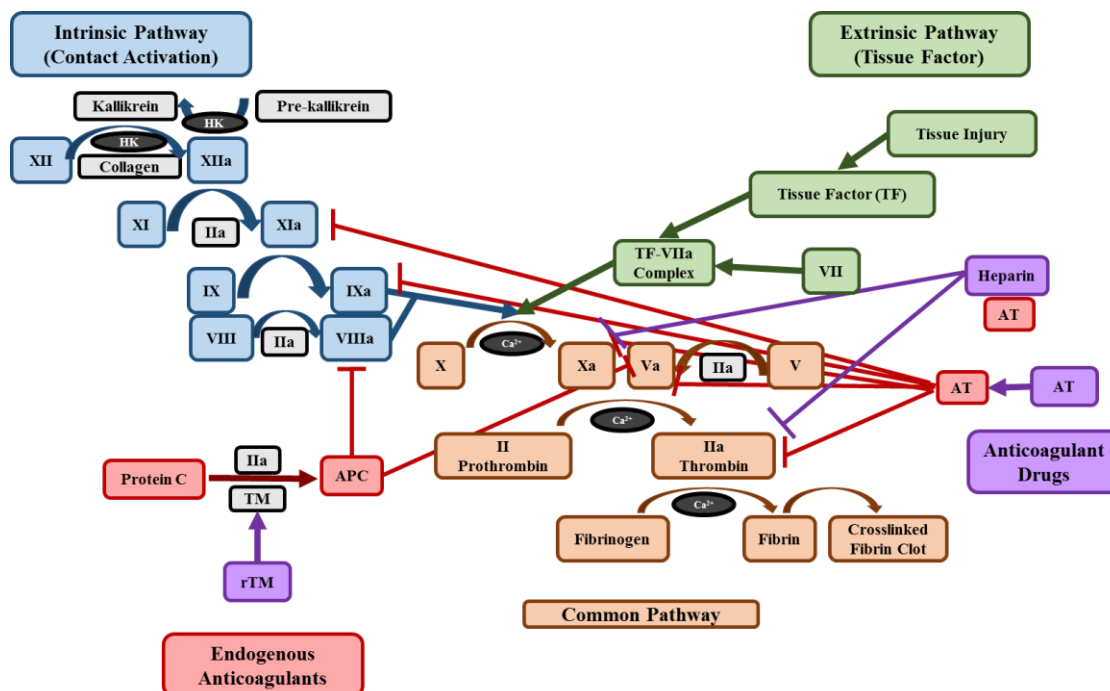 Intrinsic Pathway
(Contact Activation)
Extrinsic Pathway
(Tissue Factor)
Kallikrein
HK
Pre-kallikrein
XII
HK
Collagen
XIIa
Tissue Injury
XI
IIa
XIa
Tissue Factor (TF)
TF-VIIa
Complex
VII
Heparin
AT
IX
IXa
VIII
IIa
VIIIa
X
Ca²⁺
Xa
Va
IIa
V
AT
AT
II
Prothrombin
Ca²⁺
IIa
Thrombin
Anticoagulant
Drugs
Protein C
IIa
TM
APC
Fibrinogen
Ca²⁺
Fibrin
Crosslinked
Fibrin Clot
rTM
Common Pathway
Endogenous
Anticoagulants